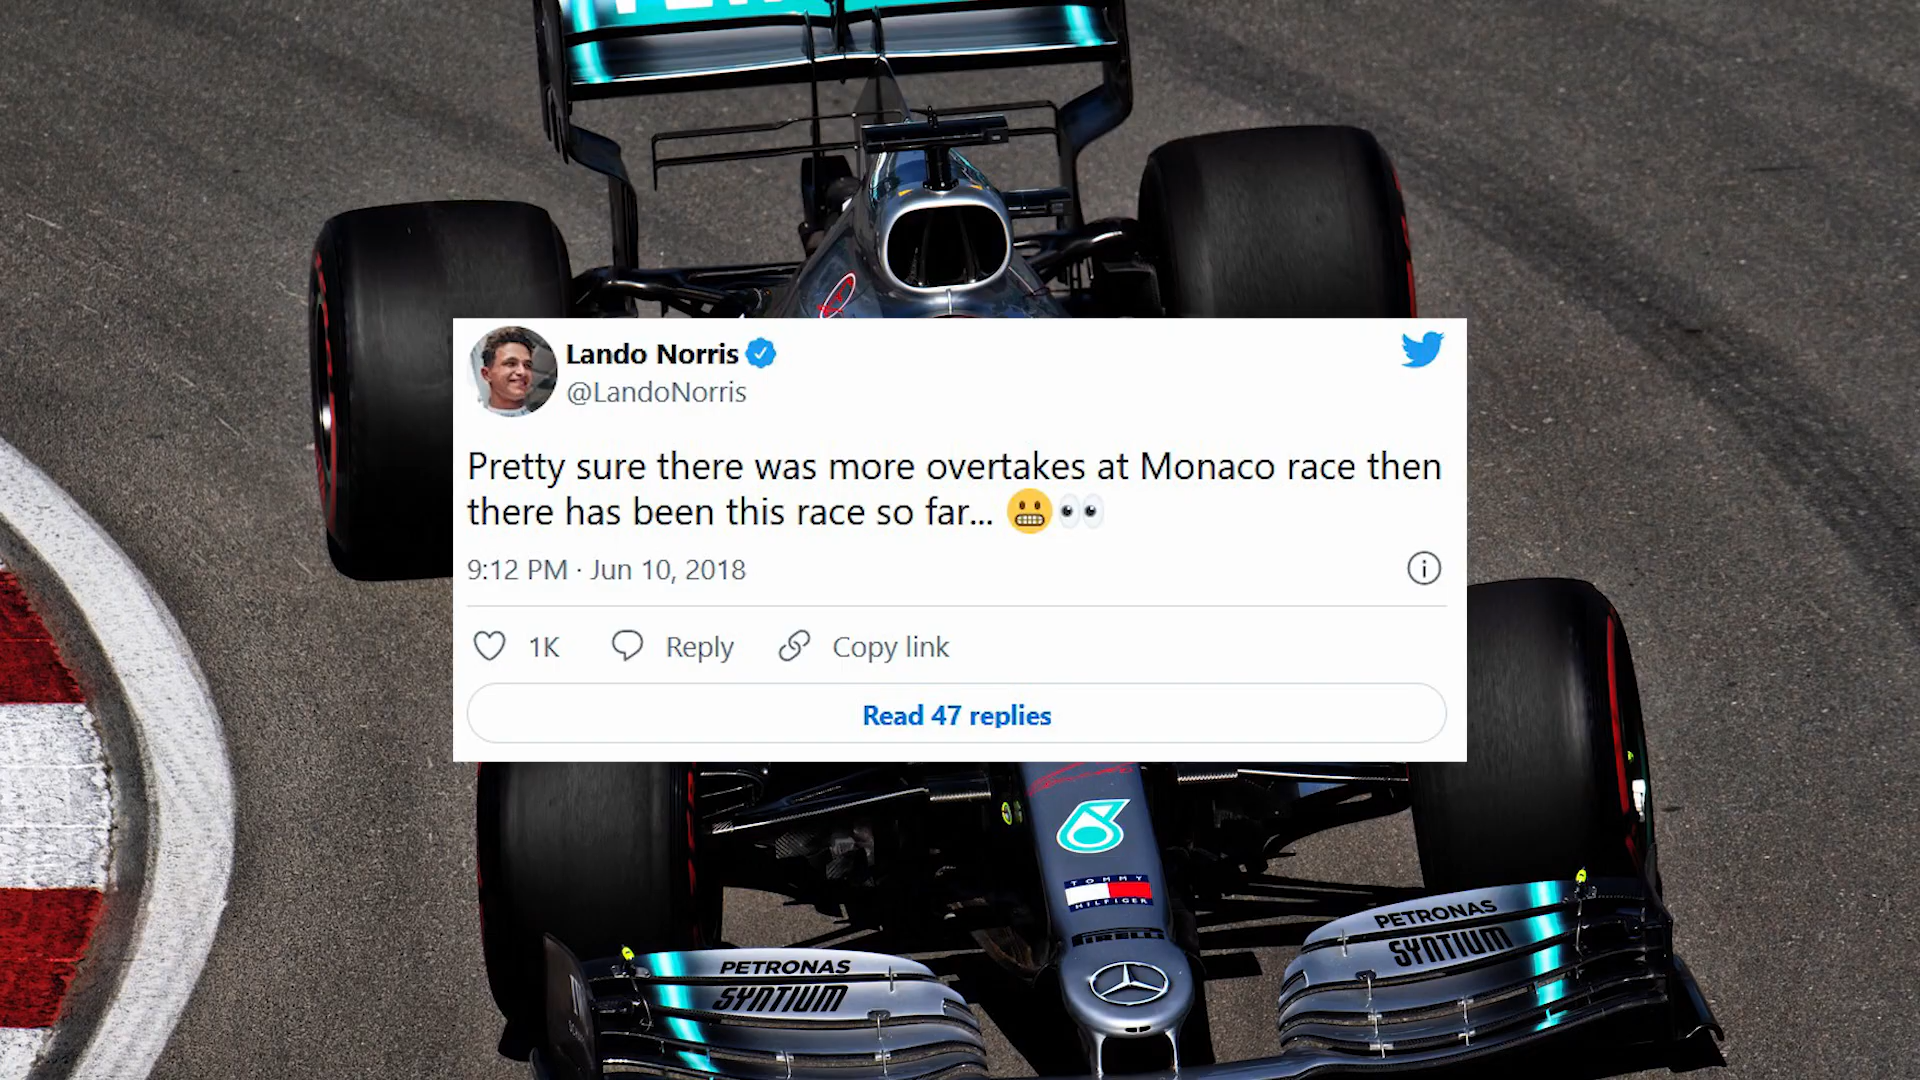 Lando Norris
@LandoNorris
Pretty sure there was more overtakes at Monaco race then
there has been this race so far... 😬👀
9:12 PM · Jun 10, 2018
1K Reply Copy link
Read 47 replies
TOMMY
HILFIGER
PIRELLI
PETRONAS
SYNTIUM
PETRONAS
SYNTIUM